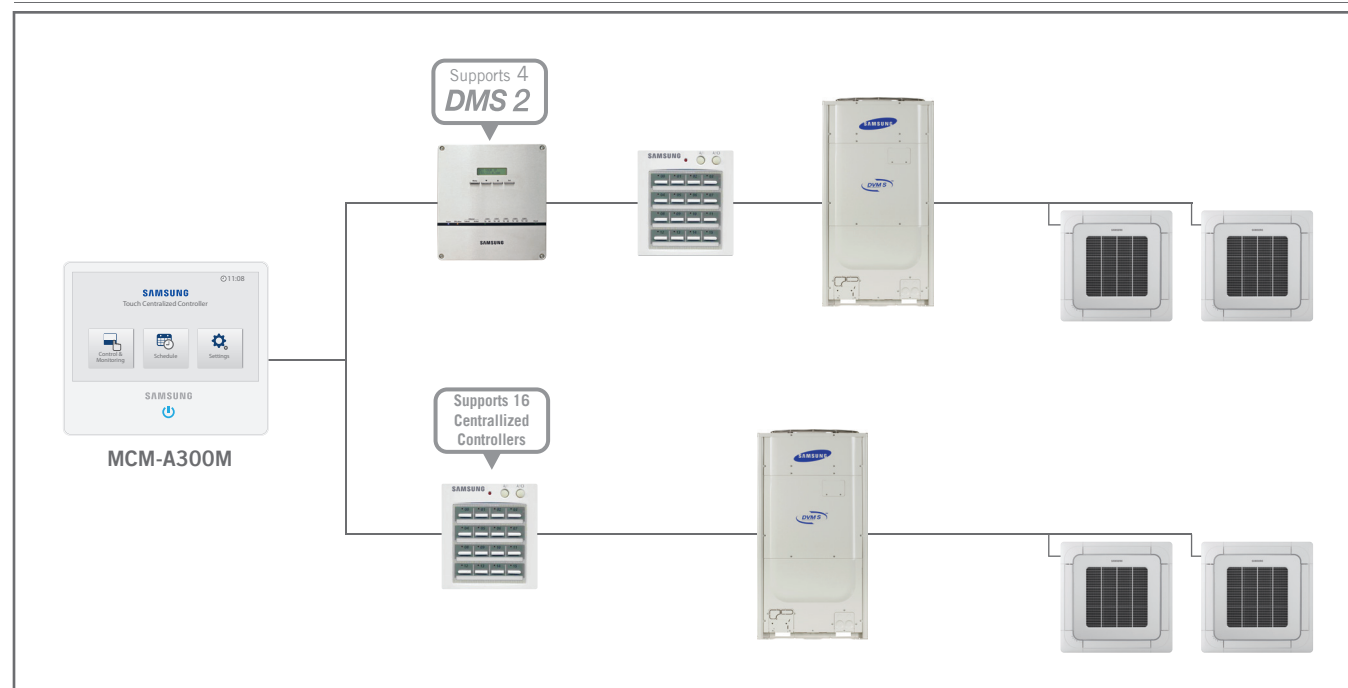 Supports 4
DMS 2
SAMSUNG
SAMSUNG
SAMSUNG
DVM S
11:08
SAMSUNG
Touch Centralized Controller
Control &
Monitoring
Schedule
Settings
SAMSUNG
MCM-A300M
Supports 16
Centrallized
Controllers
SAMSUNG
SAMSUNG
DVM S